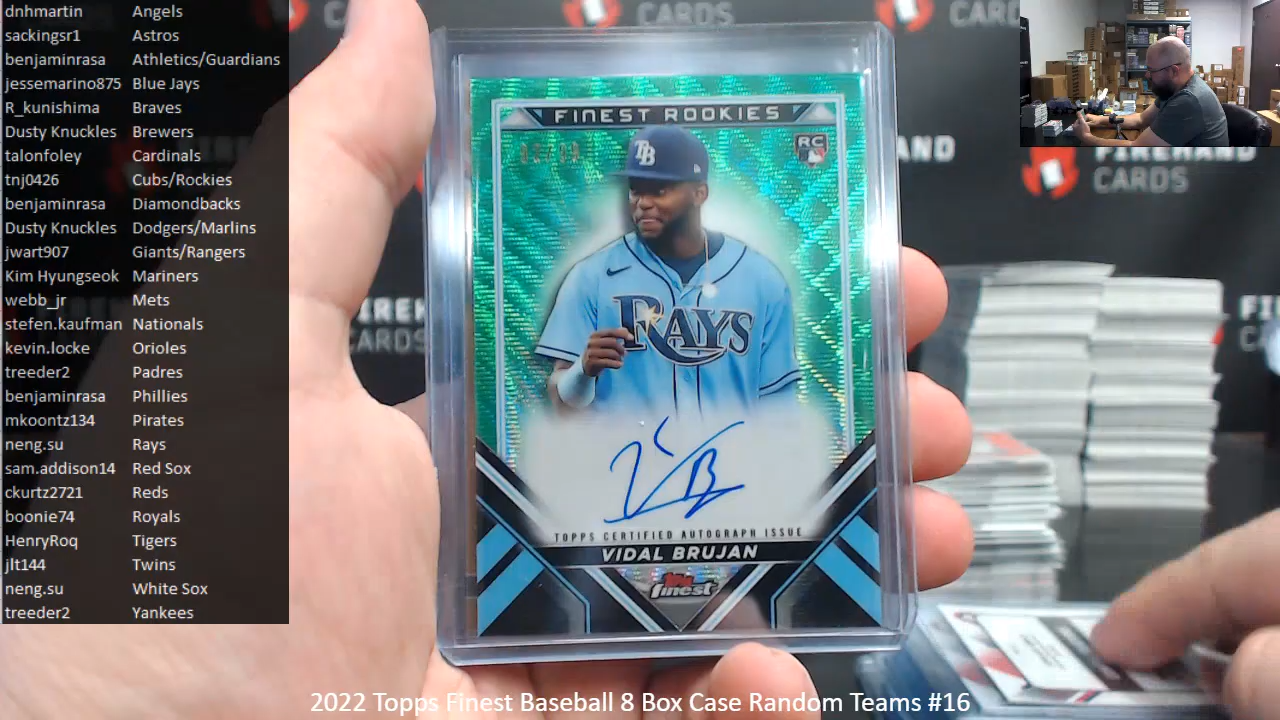 dnhmartin Angels
sackingsr1 Astros
benjaminrasa Athletics/Guardians
jessemarino875 Blue Jays
R_kunishima Braves
Dusty Knuckles Brewers
talonfoley Cardinals
tnj0426 Cubs/Rockies
benjaminrasa Diamondbacks
Dusty Knuckles Dodgers/Marlins
jwart907 Giants/Rangers
Kim Hyungseok Mariners
webb_jr Mets
stefen.kaufman Nationals
kevin.locke Orioles
treeder2 Padres
benjaminrasa Phillies
mkoontz134 Pirates
neng.su Rays
sam.addison14 Red Sox
ckurtz2721 Reds
boonie74 Royals
HenryRoq Tigers
jlt144 Twins
neng.su White Sox
treeder2 Yankees
CARDS
CARDS
FIREHAND
CARDS
FINEST ROOKIES
RC
TB
RAYS
TOPPS CERTIFIED AUTOGRAPH ISSUE
VIDAL BRUJAN
Topps
finest
2022 Topps Finest Baseball 8 Box Case Random Teams #16